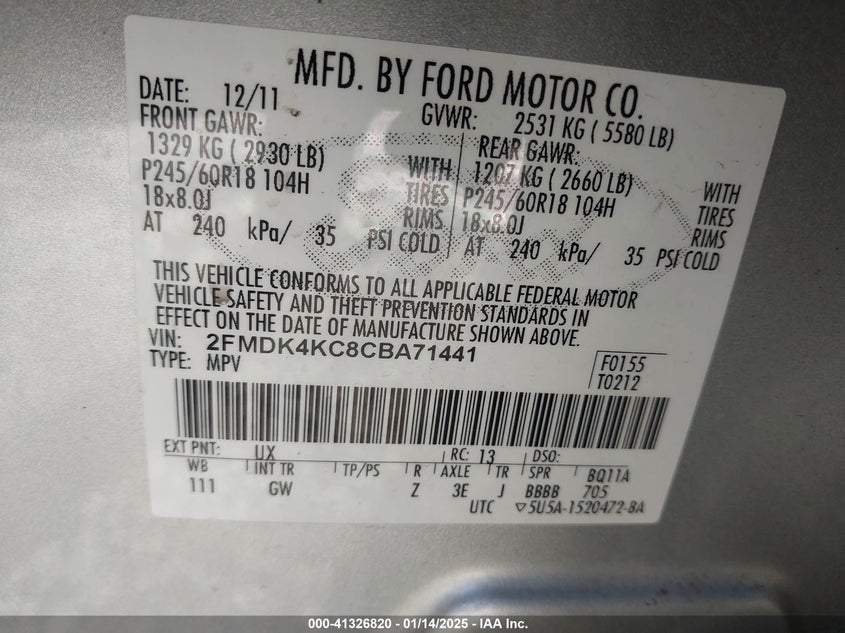 MFD. BY FORD MOTOR CO.
DATE: 12/11 GVWR: 2531 KG ( 5580 LB)
FRONT GAWR: REAR GAWR:
1329 KG ( 2930 LB) WITH 1207 KG ( 2660 LB) WITH
P245/60R18 104H TIRES P245/60R18 104H TIRES
18x8.0J RIMS 18x8.0J RIMS
AT 240 kPa/ 35 PSI COLD AT 240 kPa/ 35 PSI COLD
THIS VEHICLE CONFORMS TO ALL APPLICABLE FEDERAL MOTOR
VEHICLE SAFETY AND THEFT PREVENTION STANDARDS IN
EFFECT ON THE DATE OF MANUFACTURE SHOWN ABOVE.
VIN: 2FMDK4KC8CBA71441
TYPE: MPV
F0155
T0212
EXT PNT: UX RC: 13 DSO:
WB INT TR TP/PS R AXLE TR SPR BQ11A
111 GW Z 3E J BBBB 705
UTC ▽5U5A-1520472-BA
000-41326820 — 01/14/2025 - IAA Inc.